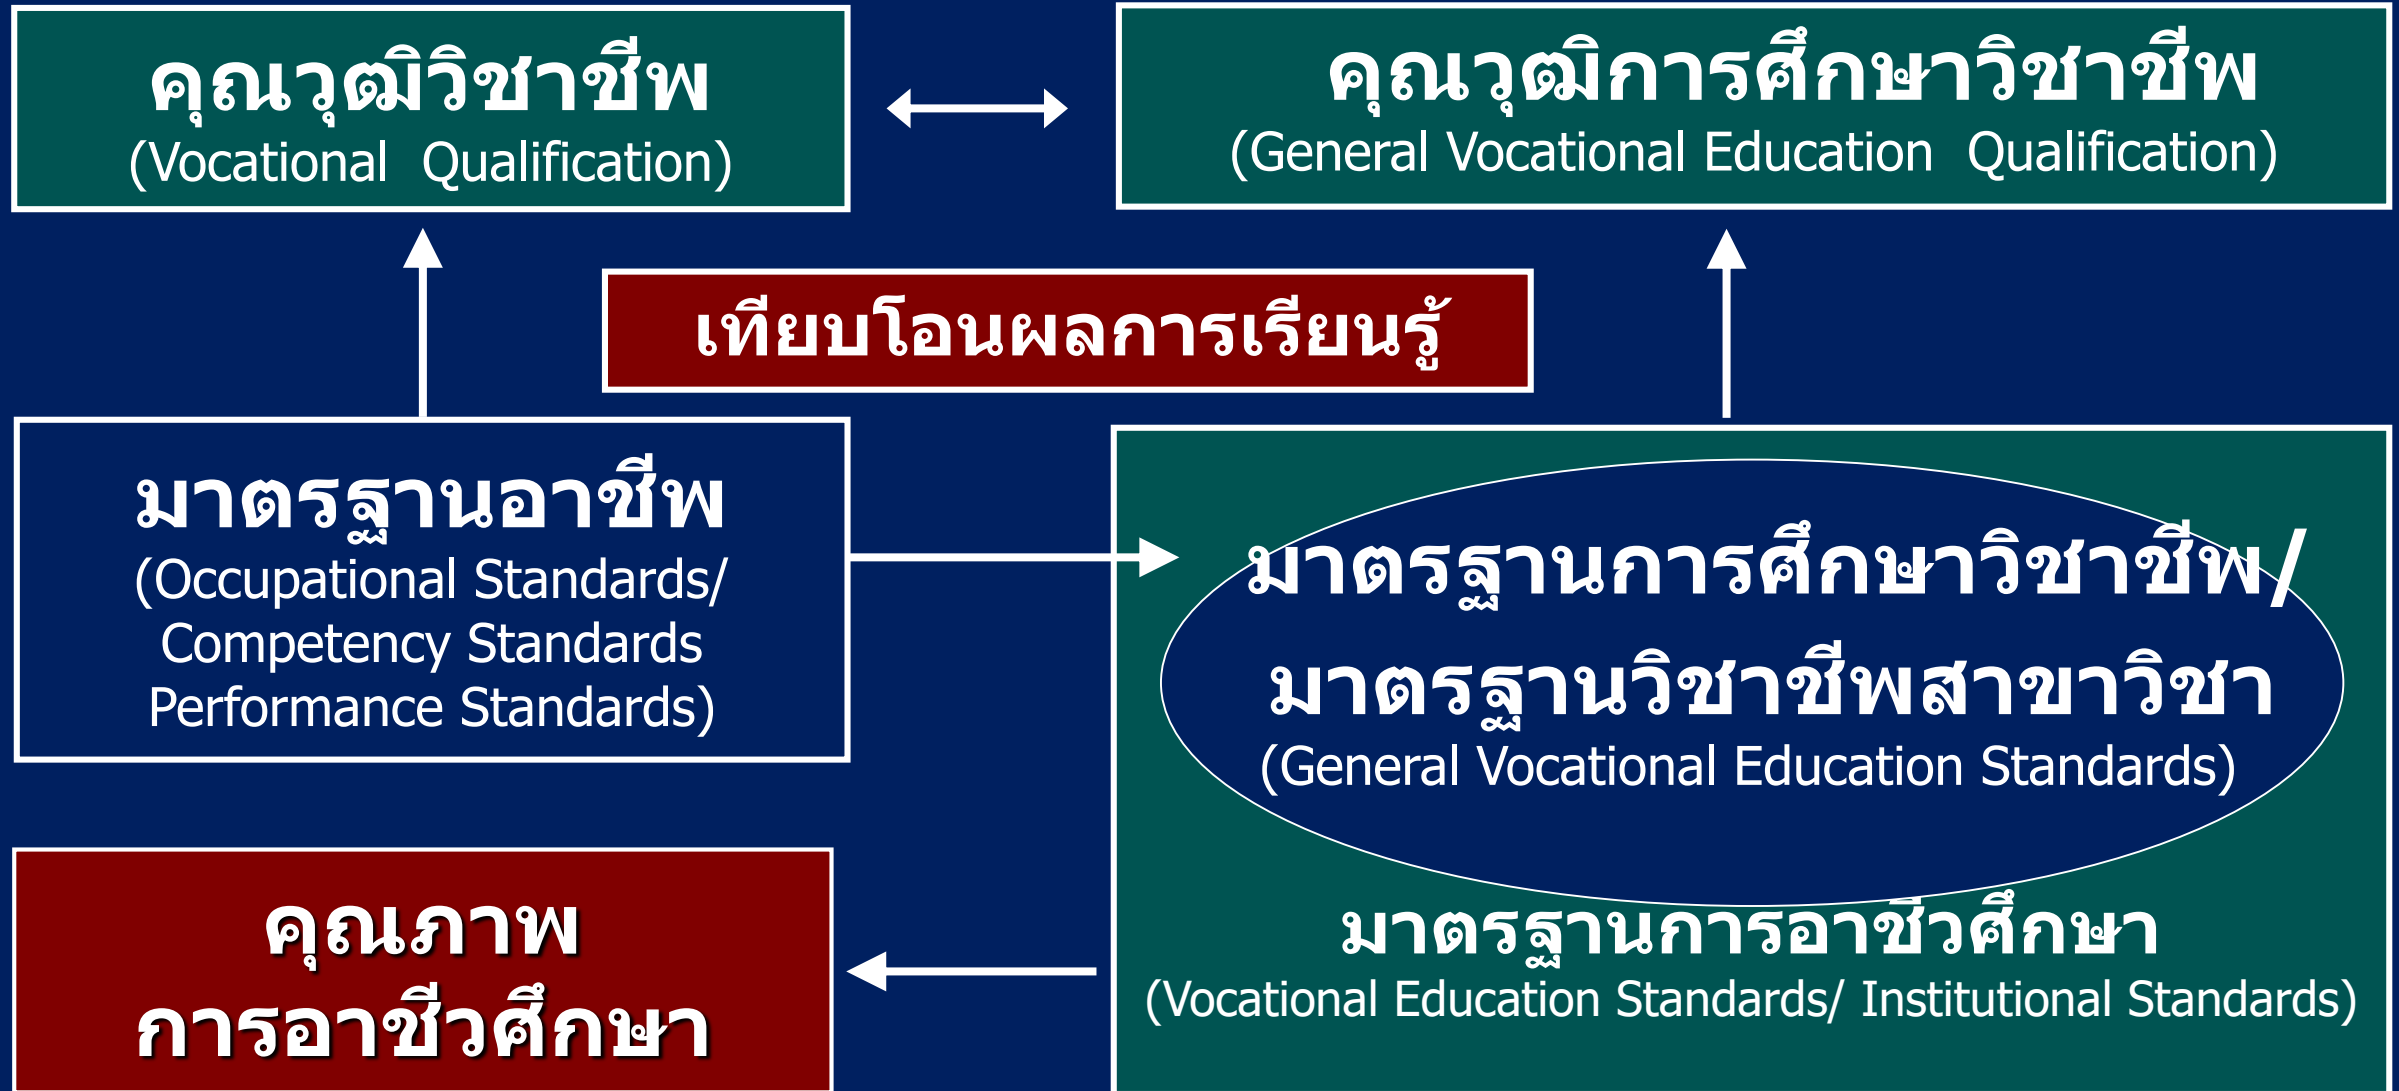 คุณวุฒิวิชาชีพ
(Vocational Qualification)
คุณวุฒิการศึกษาวิชาชีพ
(General Vocational Education Qualification)
เทียบโอนผลการเรียนรู้
มาตรฐานอาชีพ
(Occupational Standards/
Competency Standards
Performance Standards)
มาตรฐานการศึกษาวิชาชีพ/
มาตรฐานวิชาชีพสาขาวิชา
(General Vocational Education Standards)
มาตรฐานการอาชีวศึกษา
(Vocational Education Standards/ Institutional Standards)
คุณภาพ
การอาชีวศึกษา